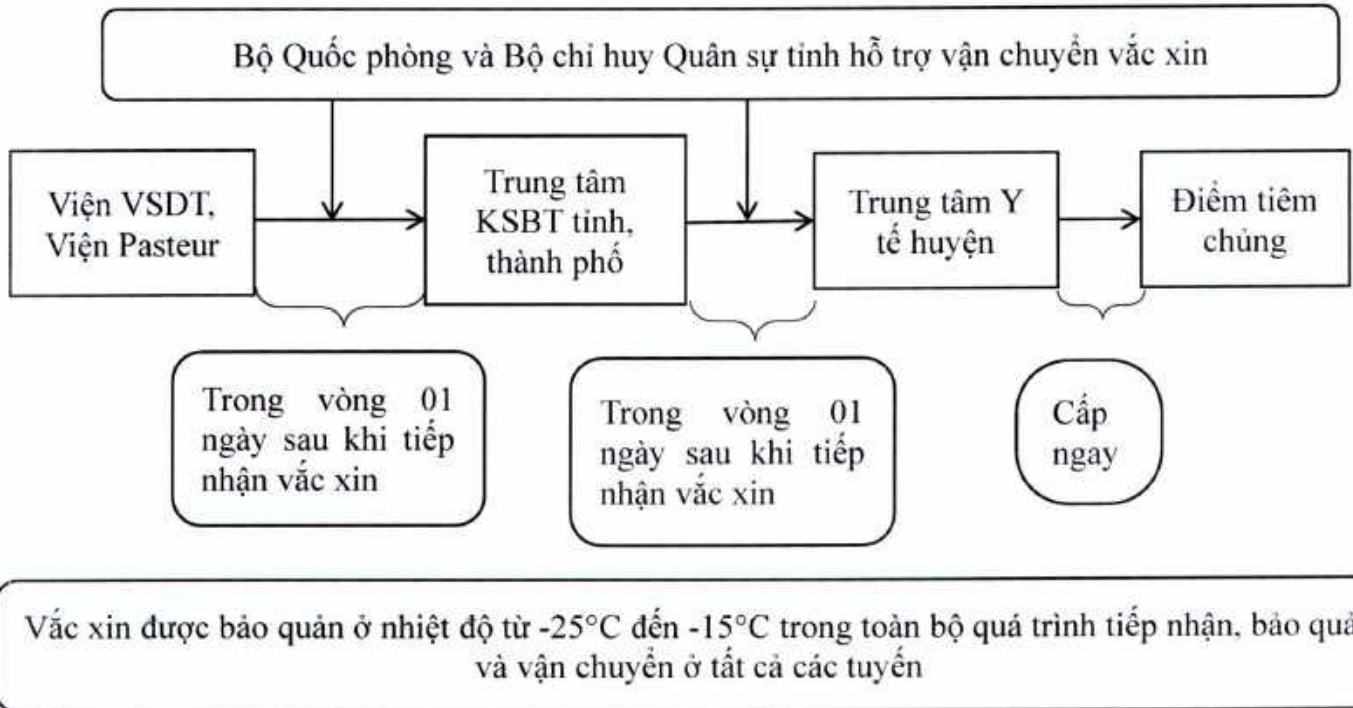 Bộ Quốc phòng và Bộ chỉ huy Quân sự tỉnh hỗ trợ vận chuyển vắc xin
Viện VSDT,
Viện Pasteur
Trung tâm
KSBT tỉnh,
thành phố
Trung tâm Y
tế huyện
Điểm tiêm
chủng
Trong vòng 01
ngày sau khi tiếp
nhận vắc xin
Trong vòng 01
ngày sau khi tiếp
nhận vắc xin
Cấp
ngay
Vắc xin được bảo quản ở nhiệt độ từ -25°C đến -15°C trong toàn bộ quá trình tiếp nhận, bảo quả
và vận chuyển ở tất cả các tuyến